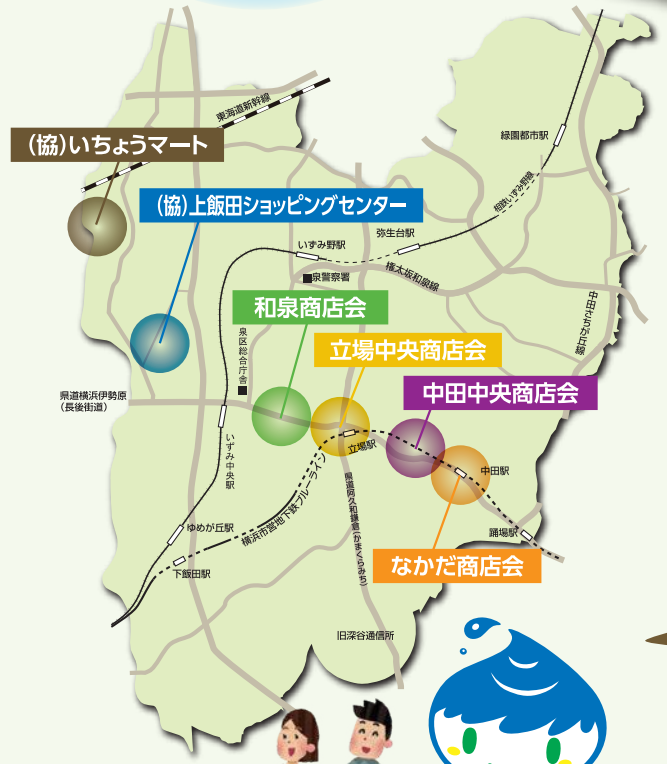 東海道新幹線
(協)いちょうマート
緑園都市駅
相鉄いずみ野線
(協)上飯田ショッピングセンター
弥生台駅
いずみ野駅
泉警察署
権太坂和泉線
和泉商店会
中田さちが丘線
泉区総合庁舎
立場中央商店会
中田中央商店会
県道横浜伊勢原
(長後街道)
いずみ中央駅
立場駅
中田駅
横浜市営地下鉄ブルーライン
県道阿久和鎌倉(かまくらみち)
ゆめが丘駅
踊場駅
下飯田駅
なかだ商店会
旧深谷通信所